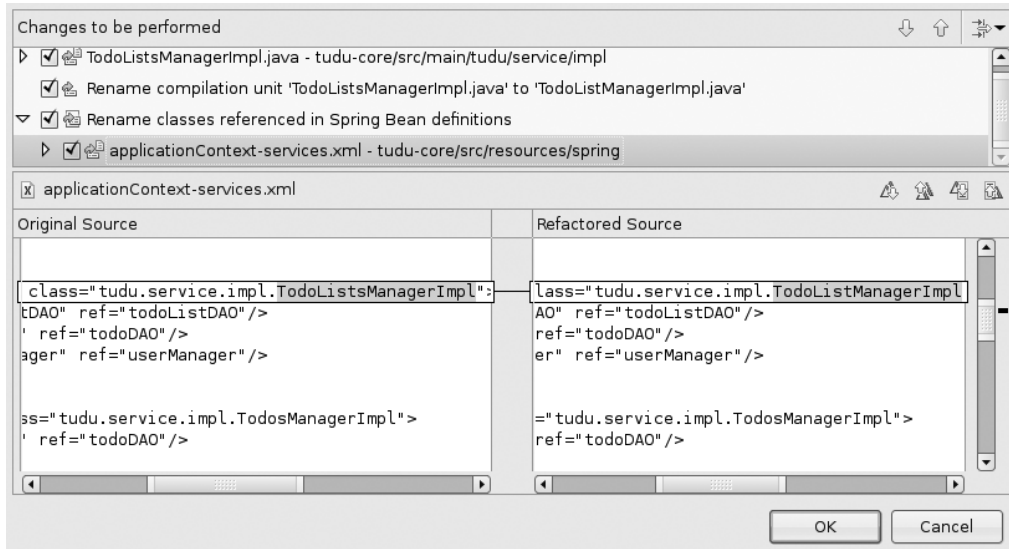 Changes to be performed
TodoListsManagerImpl.java - tudu-core/src/main/tudu/service/impl
Rename compilation unit 'TodoListsManagerImpl.java' to 'TodoListManagerImpl.java'
Rename classes referenced in Spring Bean definitions
applicationContext-services.xml - tudu-core/src/resources/spring
applicationContext-services.xml
Original Source
class="tudu.service.impl.TodoListsManagerImpl">
tDAO" ref="todoListDAO"/>
' ref="todoDAO"/>
ager" ref="userManager"/>
ss="tudu.service.impl.TodosManagerImpl">
' ref="todoDAO"/>
Refactored Source
lass="tudu.service.impl.TodoListManagerImpl
AO" ref="todoListDAO"/>
ref="todoDAO"/>
er" ref="userManager"/>
="tudu.service.impl.TodosManagerImpl">
ref="todoDAO"/>
OK
Cancel